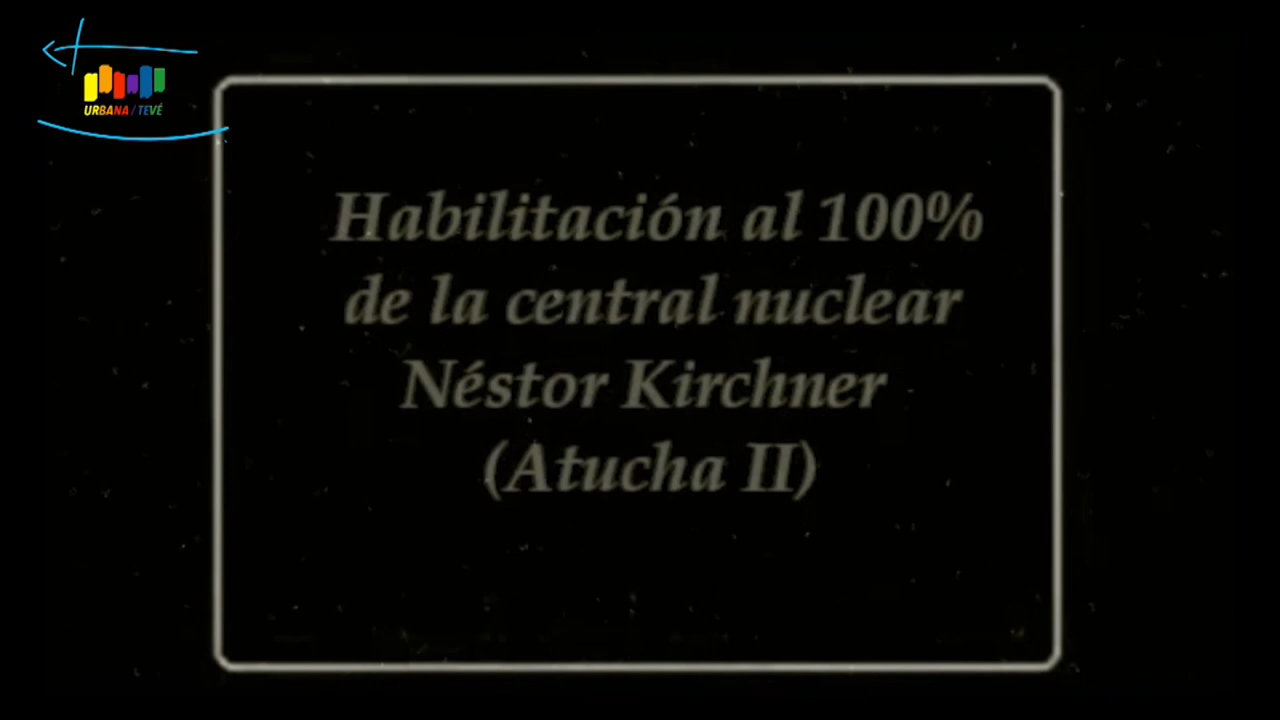 URBANA / TEVÉ
Habilitación al 100%
de la central nuclear
Néstor Kirchner
(Atucha II)